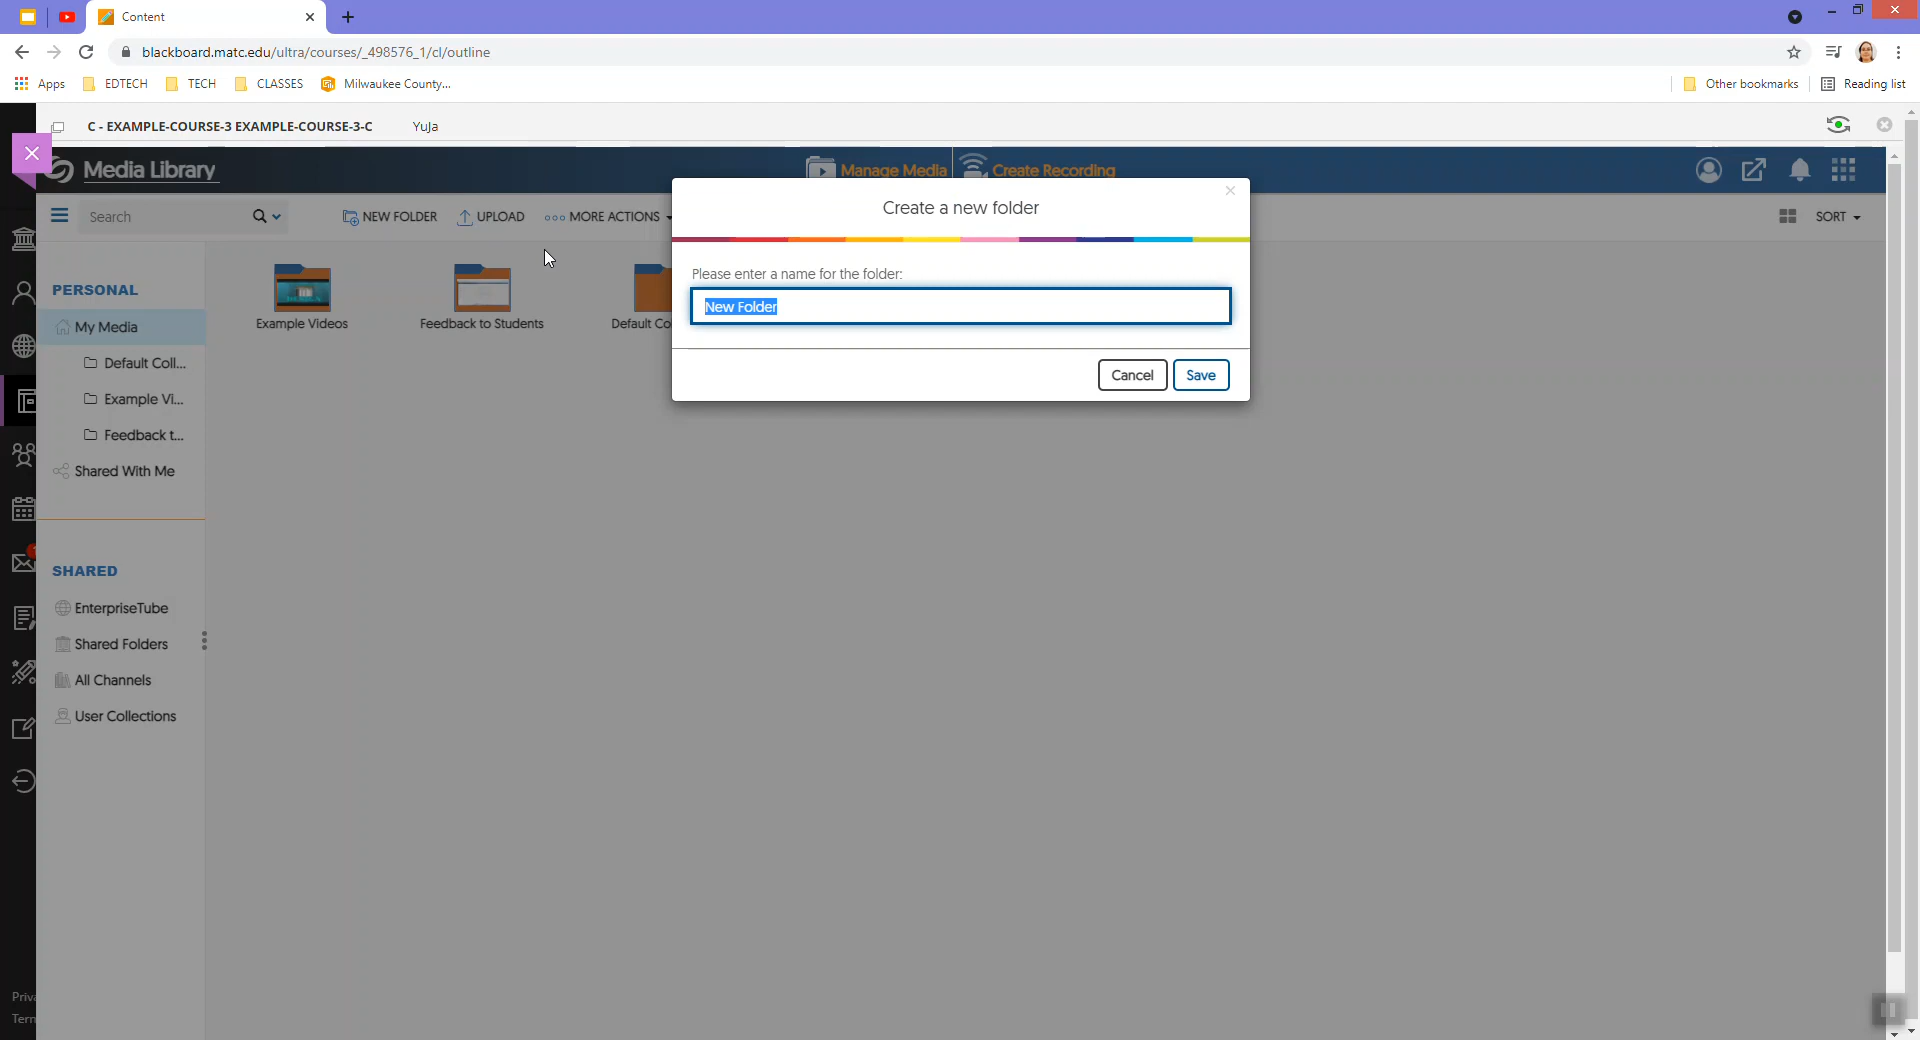 Content
blackboard.matc.edu/ultra/courses/_498576_1/cl/outline
Apps EDTECH TECH CLASSES Milwaukee County... Other bookmarks Reading list
C - EXAMPLE-COURSE-3 EXAMPLE-COURSE-3-C YuJa
Media Library Manage Media Create Recording
Search NEW FOLDER UPLOAD MORE ACTIONS SORT
Create a new folder
Please enter a name for the folder:
New Folder
Cancel Save
PERSONAL
My Media
Default Coll...
Example Vi...
Feedback t...
Shared With Me
Example Videos Feedback to Students Default Co
SHARED
EnterpriseTube
Shared Folders
All Channels
User Collections
Priva
Term